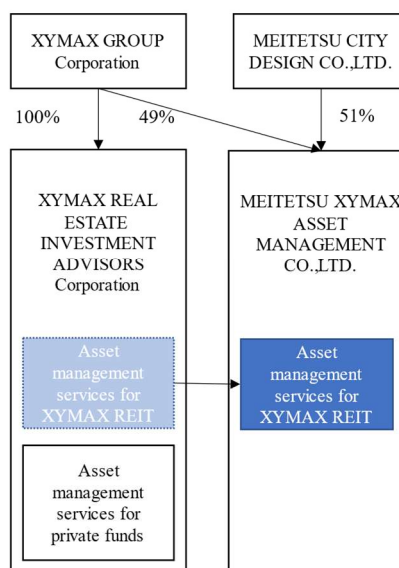 XYMAX GROUP
Corporation
MEITETSU CITY
DESIGN CO.,LTD.
100%
49%
51%
XYMAX REAL
ESTATE
INVESTMENT
ADVISORS
Corporation
MEITETSU XYMAX
ASSET
MANAGEMENT
CO.,LTD.
Asset
management
services for
XYMAX REIT
Asset
management
services for
XYMAX REIT
Asset
management
services for
private funds